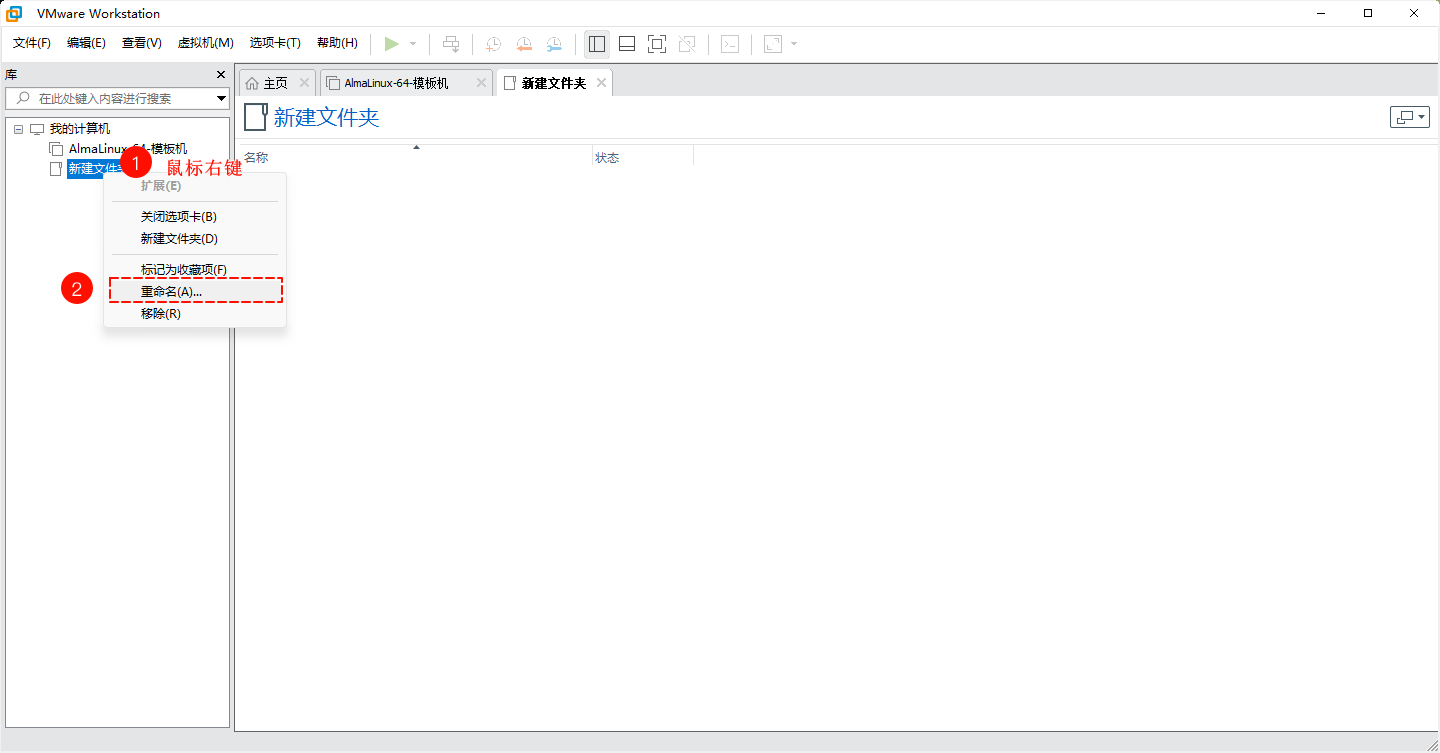 VMware Workstation
文件(F) 编辑(E) 查看(V) 虚拟机(M) 选项卡(T) 帮助(H)
库
在此处键入内容进行搜索
主页 AlmaLinux-64-模板机 新建文件夹
新建文件夹
我的计算机
AlmaLinux-64-模板机
新建文件夹
1 鼠标右键
名称 状态
扩展(E)
关闭选项卡(B)
新建文件夹(D)
标记为收藏项(F)
2 重命名(A)...
移除(R)